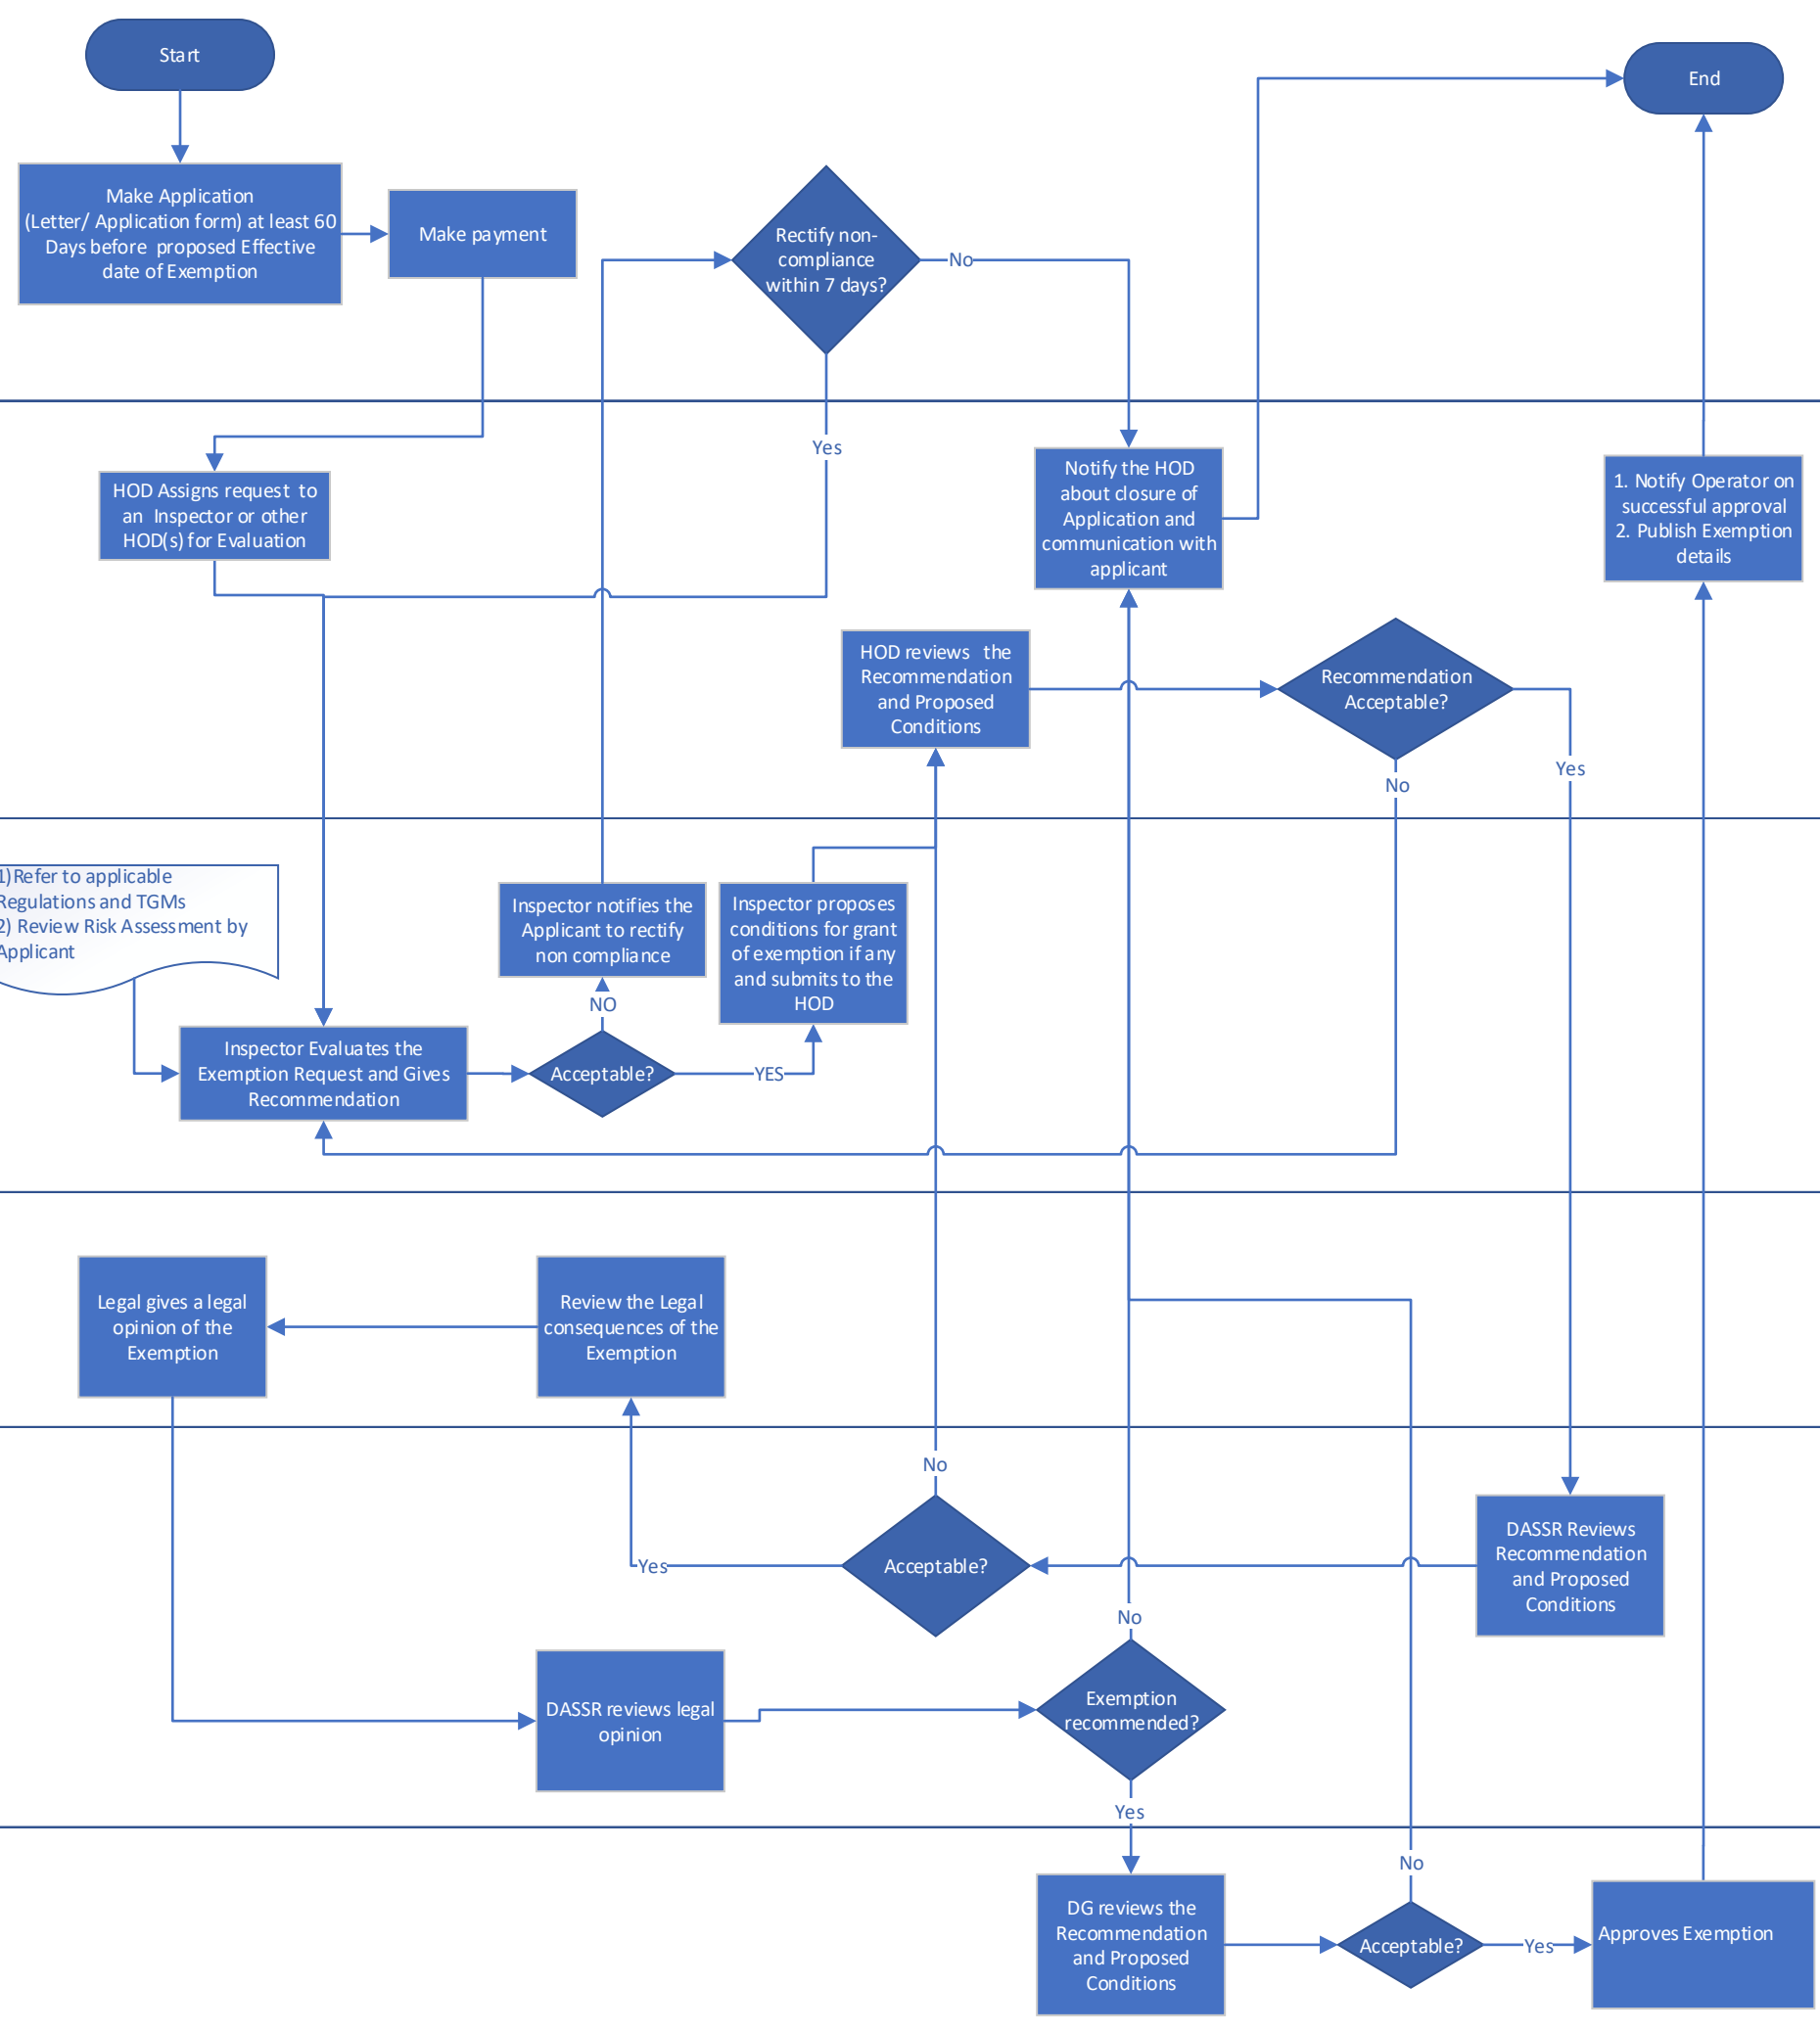 Start
End
Make Application
(Letter/ Application form) at least 60
Days before proposed Effective
date of Exemption
Make payment
Rectify non-
compliance
within 7 days?
No
Yes
HOD Assigns request to
an Inspector or other
HOD(s) for Evaluation
Notify the HOD
about closure of
Application and
communication with
applicant
1. Notify Operator on
successful approval
2. Publish Exemption
details
HOD reviews the
Recommendation
and Proposed
Conditions
Recommendation
Acceptable?
Yes
No
1)Refer to applicable
Regulations and TGMs
2) Review Risk Assessment by
Applicant
Inspector notifies the
Applicant to rectify
non compliance
Inspector proposes
conditions for grant
of exemption if any
and submits to the
HOD
NO
Inspector Evaluates the
Exemption Request and Gives
Recommendation
Acceptable?
YES
Legal gives a legal
opinion of the
Exemption
Review the Legal
consequences of the
Exemption
No
Yes
Acceptable?
DASSR Reviews
Recommendation
and Proposed
Conditions
No
DASSR reviews legal
opinion
Exemption
recommended?
Yes
No
DG reviews the
Recommendation
and Proposed
Conditions
Acceptable?
Yes
Approves Exemption